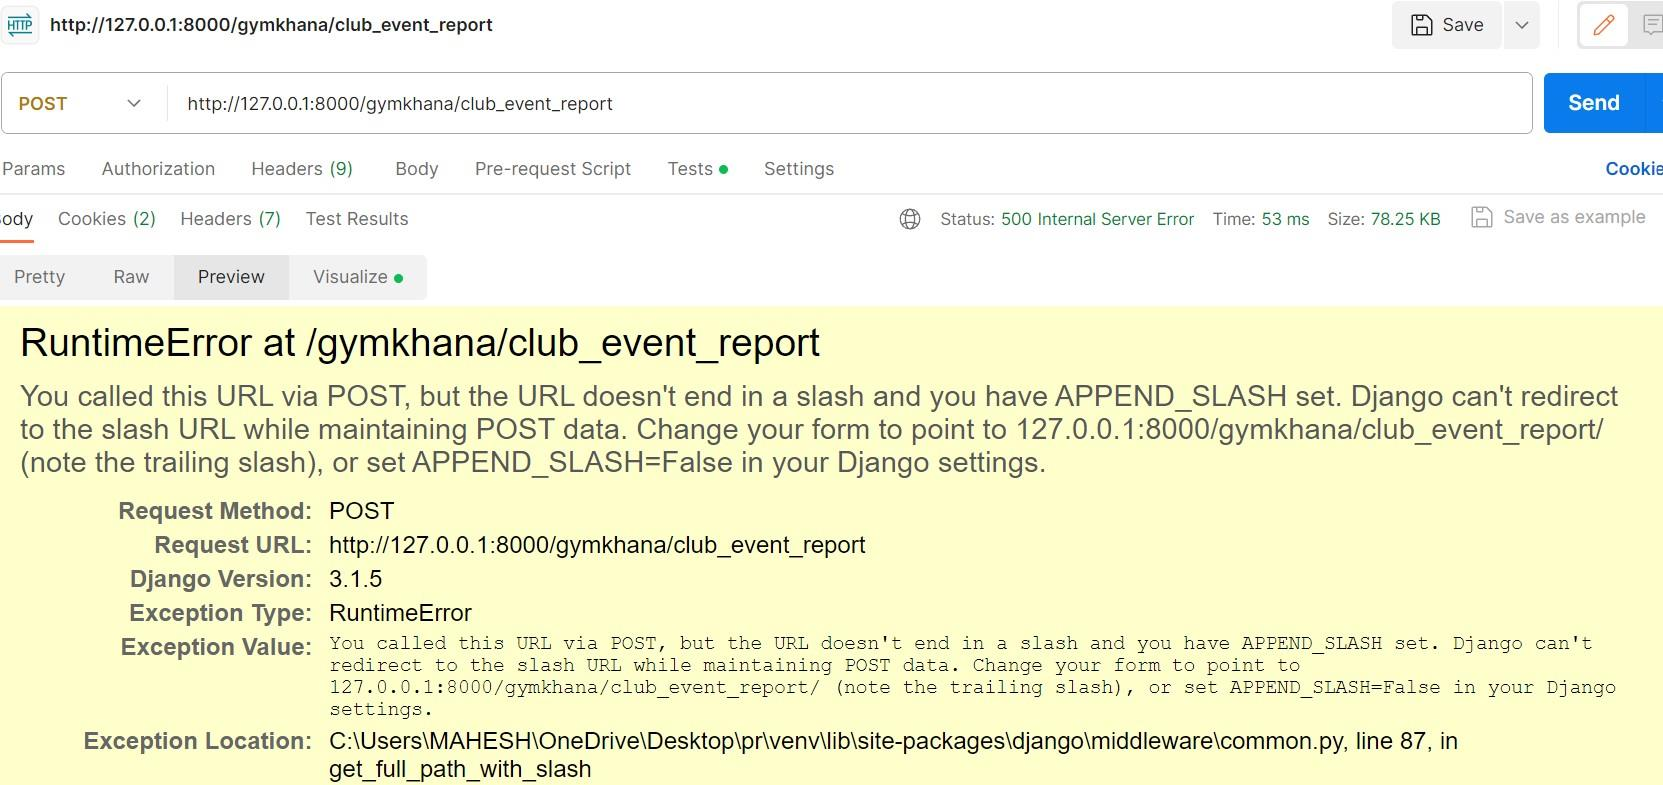 HTTP http://127.0.0.1:8000/gymkhana/club_event_report Save
POST http://127.0.0.1:8000/gymkhana/club_event_report Send
Params Authorization Headers (9) Body Pre-request Script Tests Settings Cookie
ody Cookies (2) Headers (7) Test Results Status: 500 Internal Server Error Time: 53 ms Size: 78.25 KB Save as example
Pretty Raw Preview Visualize
RuntimeError at /gymkhana/club_event_report
You called this URL via POST, but the URL doesn't end in a slash and you have APPEND_SLASH set. Django can't redirect
to the slash URL while maintaining POST data. Change your form to point to 127.0.0.1:8000/gymkhana/club_event_report/
(note the trailing slash), or set APPEND_SLASH=False in your Django settings.
Request Method: POST
Request URL: http://127.0.0.1:8000/gymkhana/club_event_report
Django Version: 3.1.5
Exception Type: RuntimeError
Exception Value: You called this URL via POST, but the URL doesn't end in a slash and you have APPEND_SLASH set. Django can't
redirect to the slash URL while maintaining POST data. Change your form to point to
127.0.0.1:8000/gymkhana/club_event_report/ (note the trailing slash), or set APPEND_SLASH=False in your Django
settings.
Exception Location: C:\Users\MAHESH\OneDrive\Desktop\pr\venv\lib\site-packages\django\middleware\common.py, line 87, in
get_full_path_with_slash